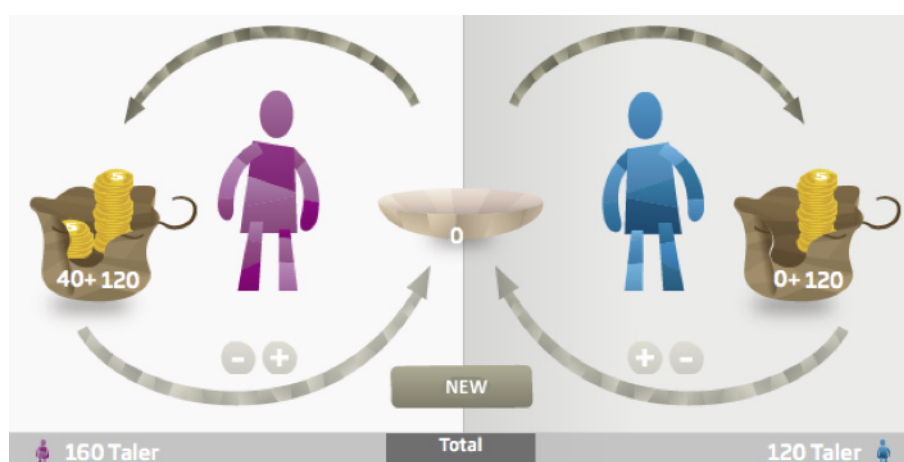 S
S
0
S
40+120
0+120
- +
+ -
NEW
Total
160 Taler
120 Taler